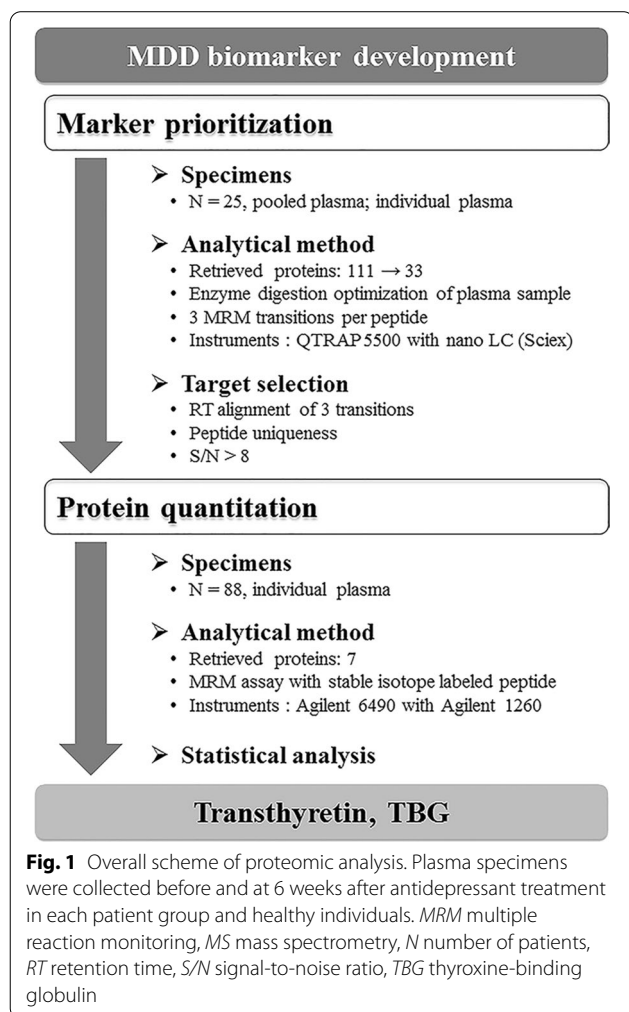 MDD biomarker development
Marker prioritization
➤ Specimens
• N = 25, pooled plasma; individual plasma
➤ Analytical method
• Retrieved proteins: 111 → 33
• Enzyme digestion optimization of plasma sample
• 3 MRM transitions per peptide
• Instruments : QTRAP5500 with nano LC (Sciex)
➤ Target selection
• RT alignment of 3 transitions
• Peptide uniqueness
• S/N > 8
Protein quantitation
➤ Specimens
• N = 88, individual plasma
➤ Analytical method
• Retrieved proteins: 7
• MRM assay with stable isotope labeled peptide
• Instruments : Agilent 6490 with Agilent 1260
➤ Statistical analysis
Transthyretin, TBG
Fig. 1 Overall scheme of proteomic analysis. Plasma specimens
were collected before and at 6 weeks after antidepressant treatment
in each patient group and healthy individuals. MRM multiple
reaction monitoring, MS mass spectrometry, N number of patients,
RT retention time, S/N signal-to-noise ratio, TBG thyroxine-binding
globulin